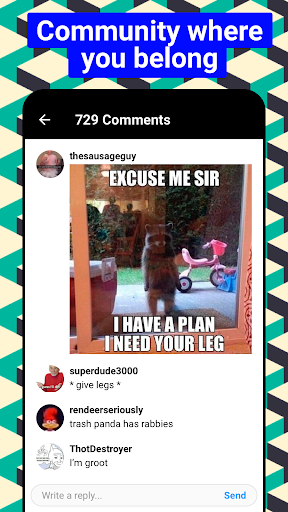 Community where
you belong
729 Comments
thesausageguy
EXCUSE ME SIR
I HAVE A PLAN
I NEED YOUR LEG
superdude3000
* give legs *
rendeerseriously
trash panda has rabbies
ThotDestroyer
I'm groot
Write a reply...
Send